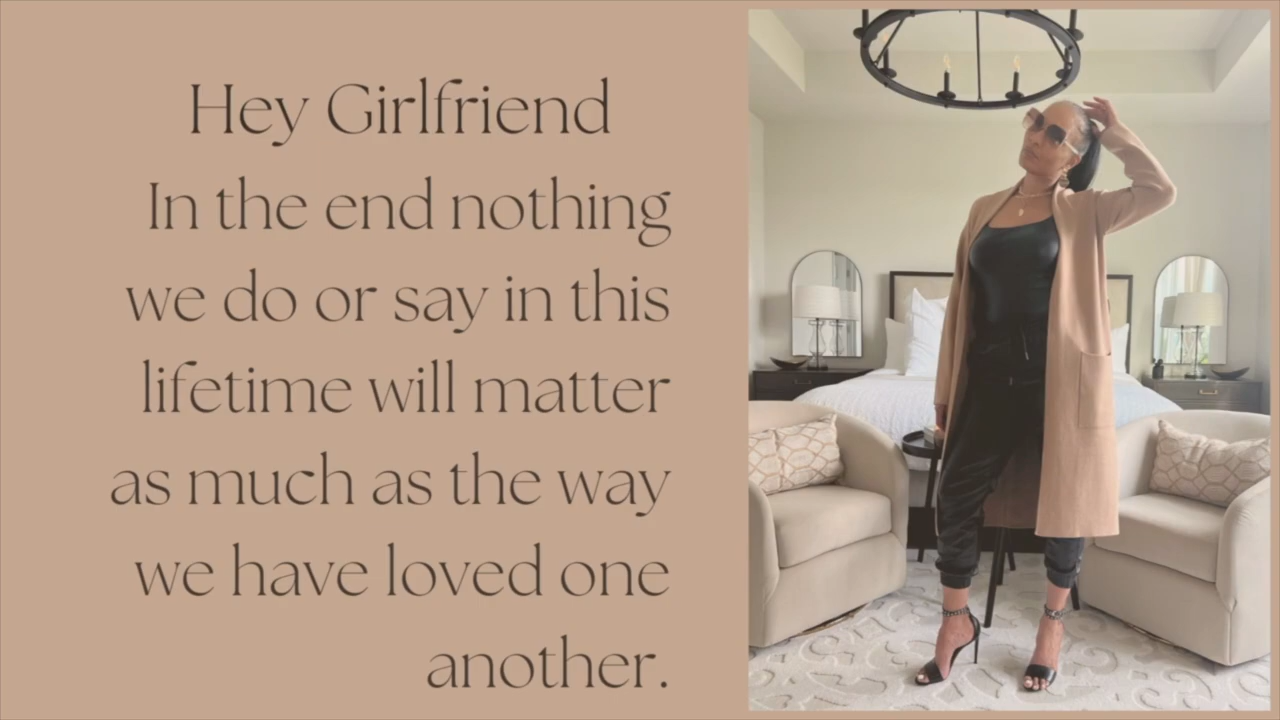 Hey Girlfriend
In the end nothing
we do or say in this
lifetime will matter
as much as the way
we have loved one
another.